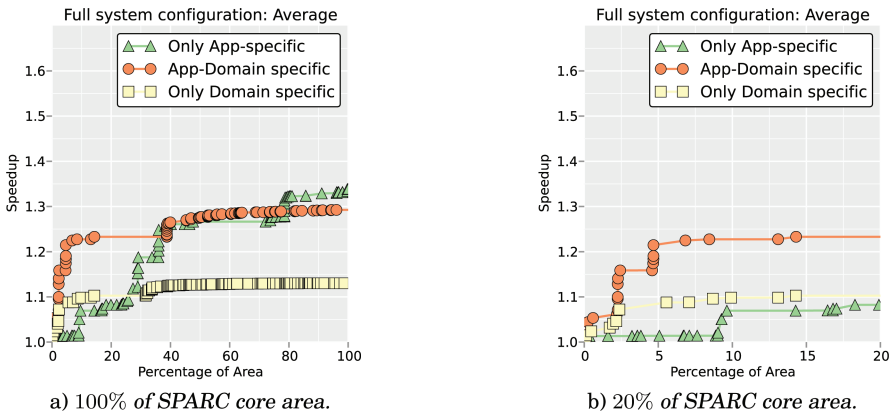 Full system configuration: Average
Only App-specific
App-Domain specific
Only Domain specific
Speedup
1.6
1.5
1.4
1.3
1.2
1.1
1.0
0 20 40 60 80 100
Percentage of Area
a) 100% of SPARC core area.
Full system configuration: Average
Only App-specific
App-Domain specific
Only Domain specific
Speedup
1.6
1.5
1.4
1.3
1.2
1.1
1.0
0 5 10 15 20
Percentage of Area
b) 20% of SPARC core area.